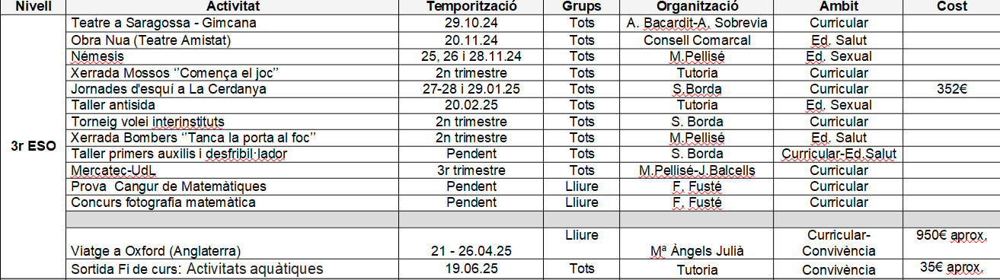 Nivell Activitat Temporització Grups Organització Ambit Cost
Teatre a Saragossa - Gimcana 29.10.24 Tots A. Bacardit-A. Sobrevia Curricular
Obra Nua (Teatre Amistat) 20.11.24 Tots Consell Comarcal Ed. Salut
Némesis 25, 26 i 28.11.24 Tots M.Pellisé Ed. Sexual
Xerrada Mossos ‘’Comença el joc’’ 2n trimestre Tots Tutoria Curricular
Jornades d'esquí a La Cerdanya 27-28 i 29.01.25 Tots S.Borda Curricular 352€
Taller antisida 20.02.25 Tots Tutoria Ed. Sexual
Torneig volei interinstituts 2n trimestre Tots S. Borda Curricular
3r ESO Xerrada Bombers ‘’Tanca la porta al foc’’ 2n trimestre Tots M.Pellisé Ed. Salut
Taller primers auxilis i desfribil·lador Pendent Tots S. Borda Curricular-Ed.Salut
Mercatec-UdL 3r trimestre Tots M.Pellisé-J.Balcells Curricular
Prova  Cangur de Matemàtiques Pendent Lliure F. Fusté Curricular
Concurs fotografia matemàtica Pendent Lliure F. Fusté Curricular
Lliure Curricular- 950€ aprox.
Viatge a Oxford (Anglaterra) 21 - 26.04.25 Mª Àngels Julià Convivència
Sortida Fi de curs: Activitats aquàtiques 19.06.25 Tots Tutoria Convivència 35€ aprox.